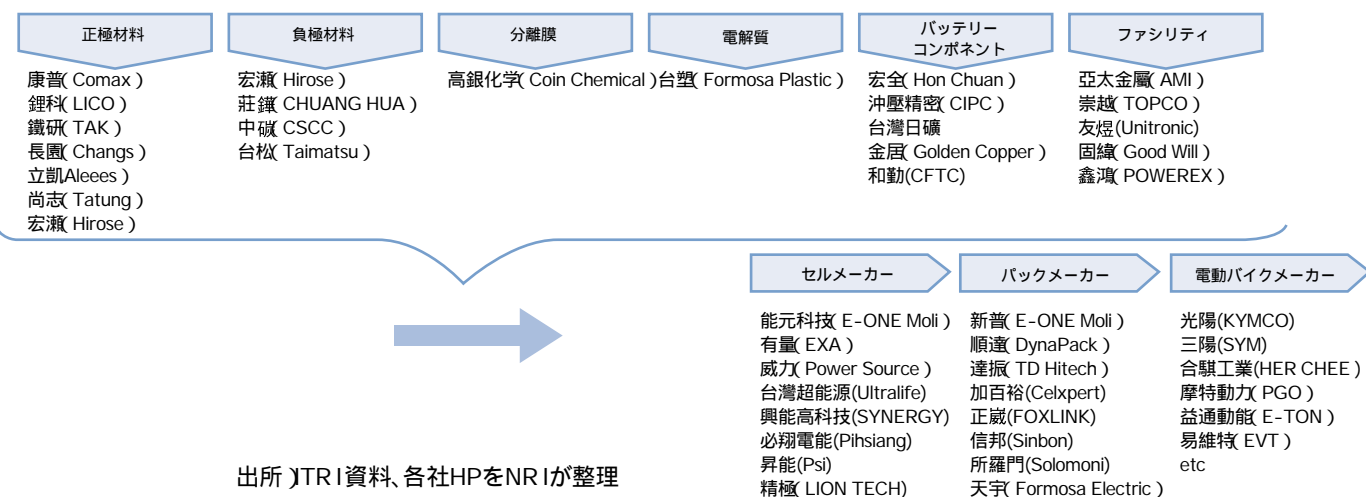 正極材料
康普( Comax )
鋰科( LICO )
鐵研( TAK )
長園( Changs )
立凱Aleees )
尚志( Tatung )
宏瀬( Hirose )
負極材料
宏瀬( Hirose )
莊鏵( CHUANG HUA )
中碳( CSCC )
台松( Taimatsu )
分離膜
高銀化学( Coin Chemical )
電解質
台塑( Formosa Plastic )
バッテリー
コンポネント
宏全( Hon Chuan )
沖壓精密( CIPC )
台灣日礦
金居( Golden Copper )
和勤(CFTC)
ファシリティ
亞太金屬( AMI )
崇越( TOPCO )
友煜(Unitronic)
固緯( Good Will )
鑫鴻( POWEREX )
セルメーカー
能元科技( E-ONE Moli )
有量( EXA )
威力( Power Source )
台灣超能源(Ultralife)
興能高科技(SYNERGY)
必翔電能(Pihsiang)
昇能(Psi)
精極( LION TECH)
パックメーカー
新普( E-ONE Moli )
順達( DynaPack )
達振( TD Hitech )
加百裕(Celxpert)
正崴(FOXLINK)
信邦(Sinbon)
所羅門(Solomoni)
天宇( Formosa Electric )
電動バイクメーカー
光陽(KYMCO)
三陽(SYM)
合騏工業(HER CHEE )
摩特動力( PGO )
益通動能( E-TON )
易維特( EVT )
etc
出所 )ITRI資料、各社HPをNRIが整理